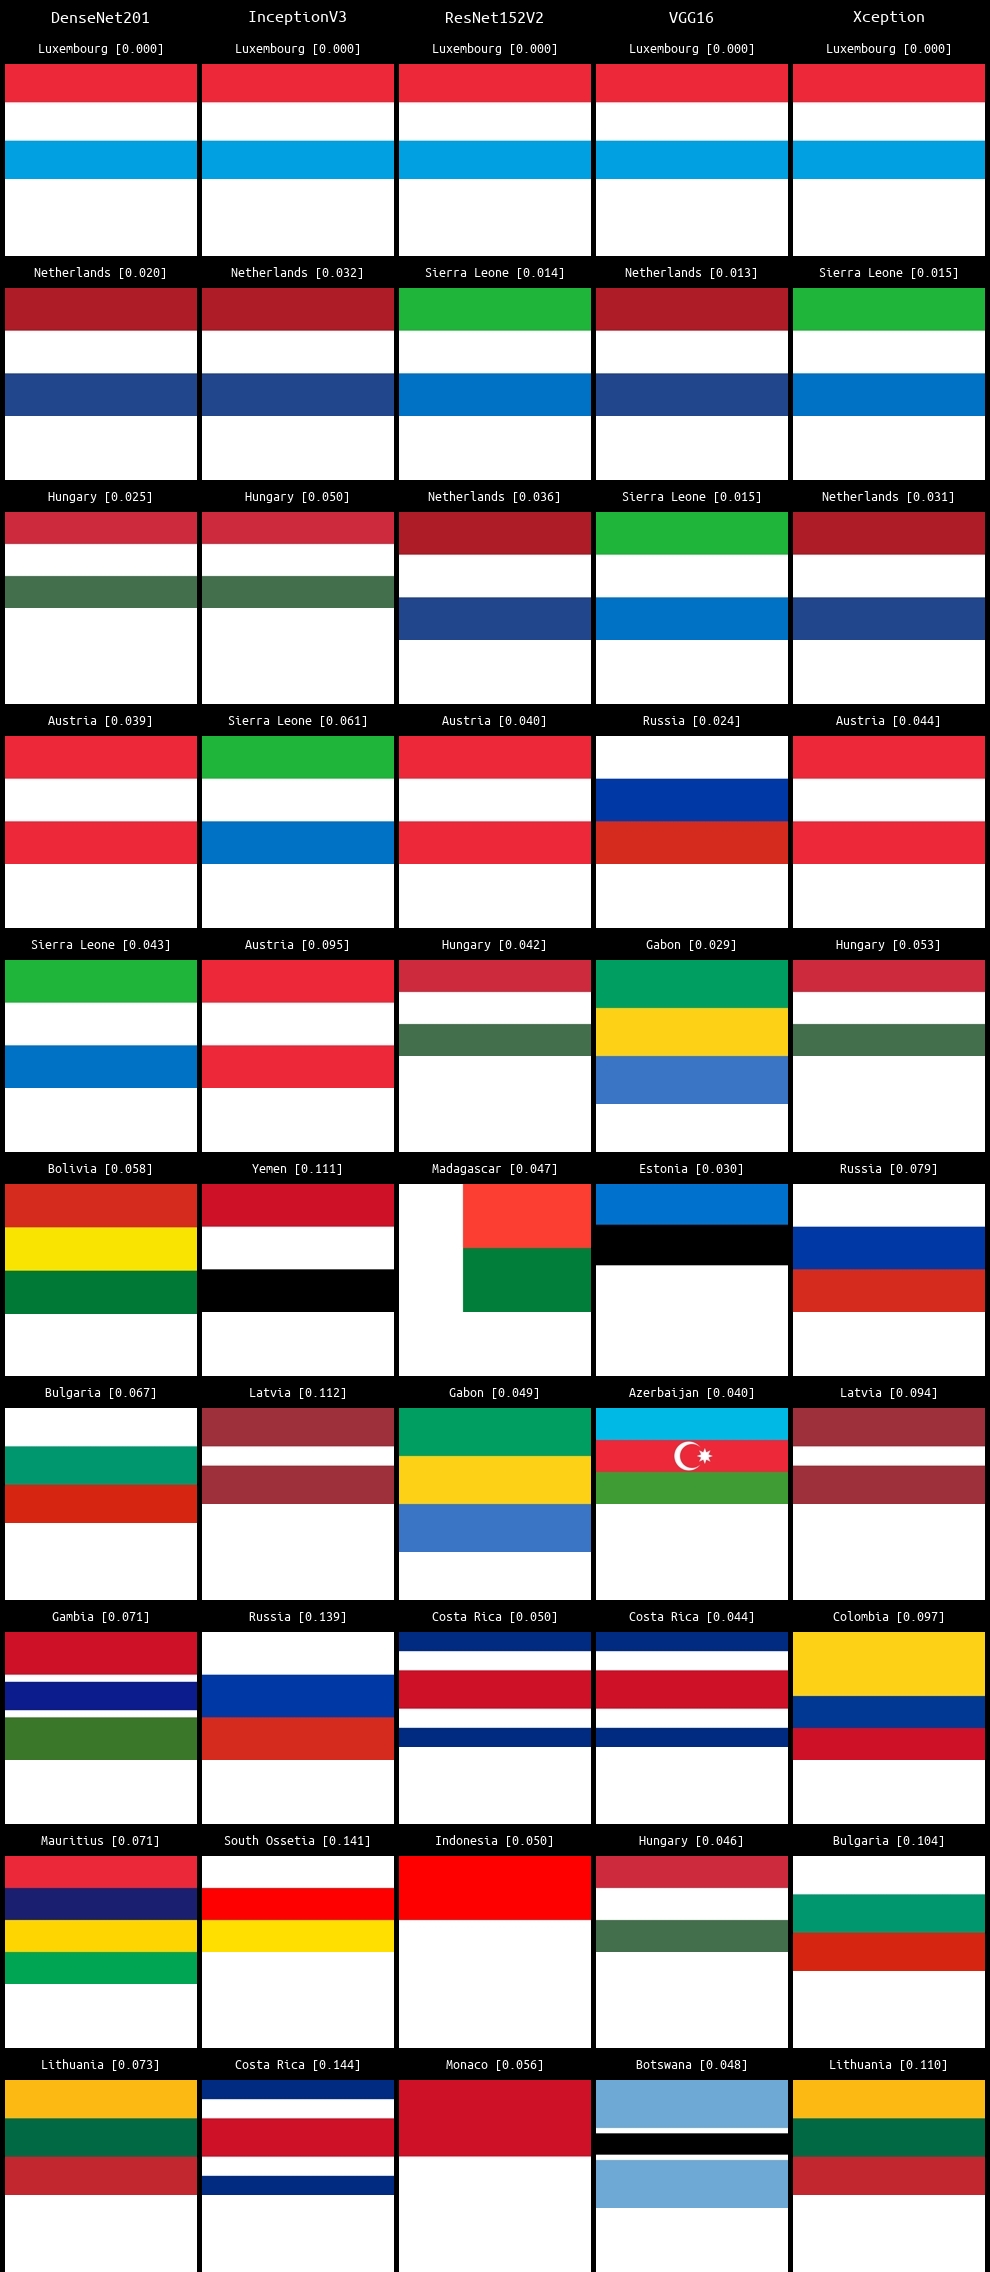 DenseNet201 InceptionV3 ResNet152V2 VGG16 Xception
Luxembourg [0.000] Luxembourg [0.000] Luxembourg [0.000] Luxembourg [0.000] Luxembourg [0.000]
Netherlands [0.020] Netherlands [0.032] Sierra Leone [0.014] Netherlands [0.013] Sierra Leone [0.015]
Hungary [0.025] Hungary [0.050] Netherlands [0.036] Sierra Leone [0.015] Netherlands [0.031]
Austria [0.039] Sierra Leone [0.061] Austria [0.040] Russia [0.024] Austria [0.044]
Sierra Leone [0.043] Austria [0.095] Hungary [0.042] Gabon [0.029] Hungary [0.053]
Bolivia [0.058] Yemen [0.111] Madagascar [0.047] Estonia [0.030] Russia [0.079]
Bulgaria [0.067] Latvia [0.112] Gabon [0.049] Azerbaijan [0.040] Latvia [0.094]
Gambia [0.071] Russia [0.139] Costa Rica [0.050] Costa Rica [0.044] Colombia [0.097]
Mauritius [0.071] South Ossetia [0.141] Indonesia [0.050] Hungary [0.046] Bulgaria [0.104]
Lithuania [0.073] Costa Rica [0.144] Monaco [0.056] Botswana [0.048] Lithuania [0.110]